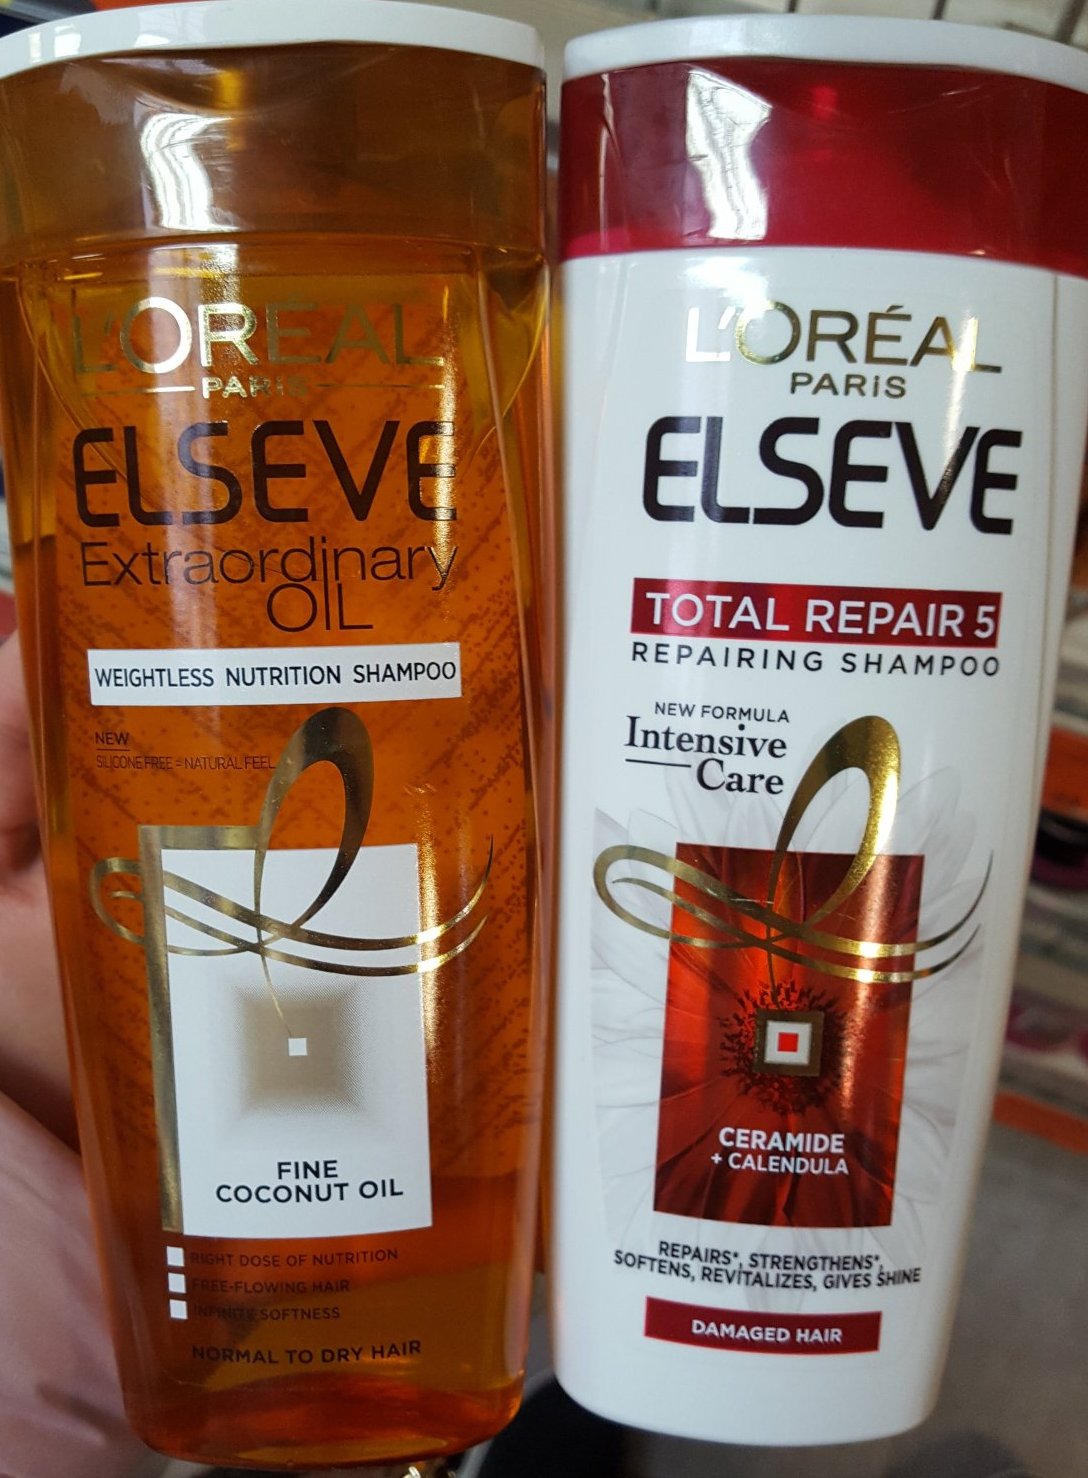 L'ORÉAL
PARIS
ELSEVE
Extraordinary
OIL
WEIGHTLESS NUTRITION SHAMPOO
NEW
SILICONE FREE = NATURAL FEEL
FINE
COCONUT OIL
RIGHT DOSE OF NUTRITION
FREE-FLOWING HAIR
INFINITE SOFTNESS
NORMAL TO DRY HAIR
L'ORÉAL
PARIS
ELSEVE
TOTAL REPAIR 5
REPAIRING SHAMPOO
NEW FORMULA
Intensive
Care
CERAMIDE
+ CALENDULA
REPAIRS*, STRENGTHENS*,
SOFTENS, REVITALIZES, GIVES SHINE
DAMAGED HAIR